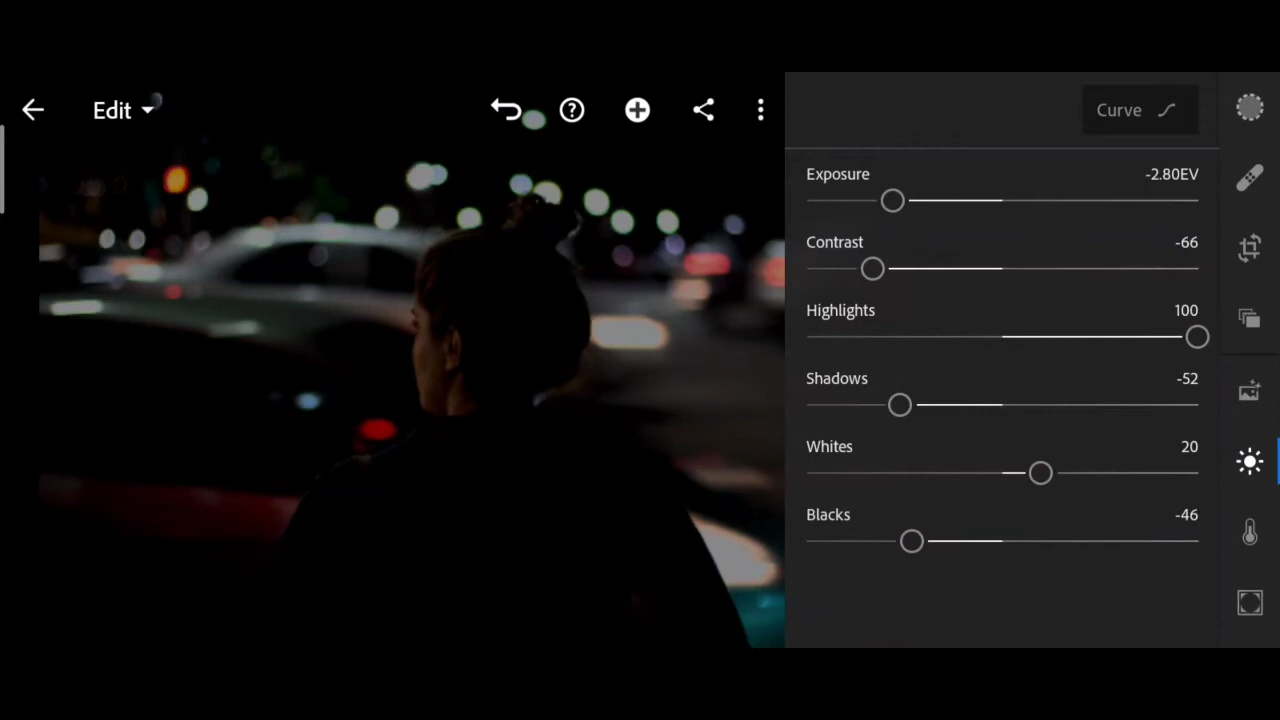 Edit
Curve
Exposure -2.80EV
Contrast -66
Highlights 100
Shadows -52
Whites 20
Blacks -46